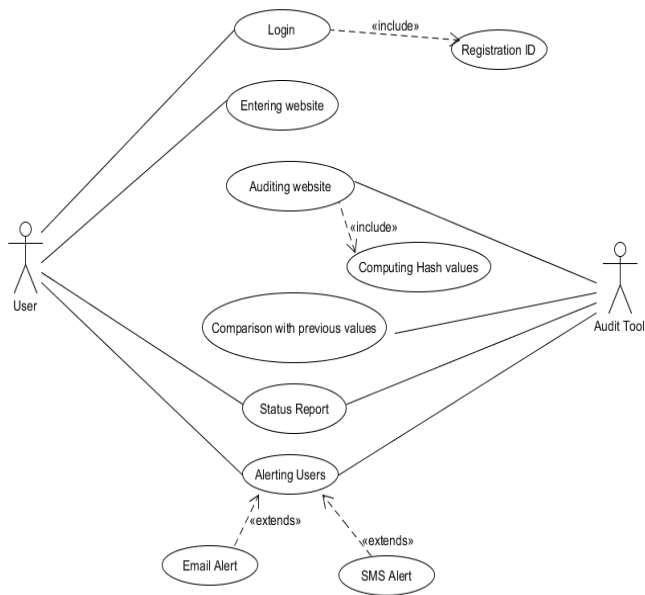 Login
«include»
Registration ID
Entering website
Auditing website
«include»
Computing Hash values
User
Audit Tool
Comparison with previous values
Status Report
Alerting Users
«extends»
«extends»
Email Alert
SMS Alert